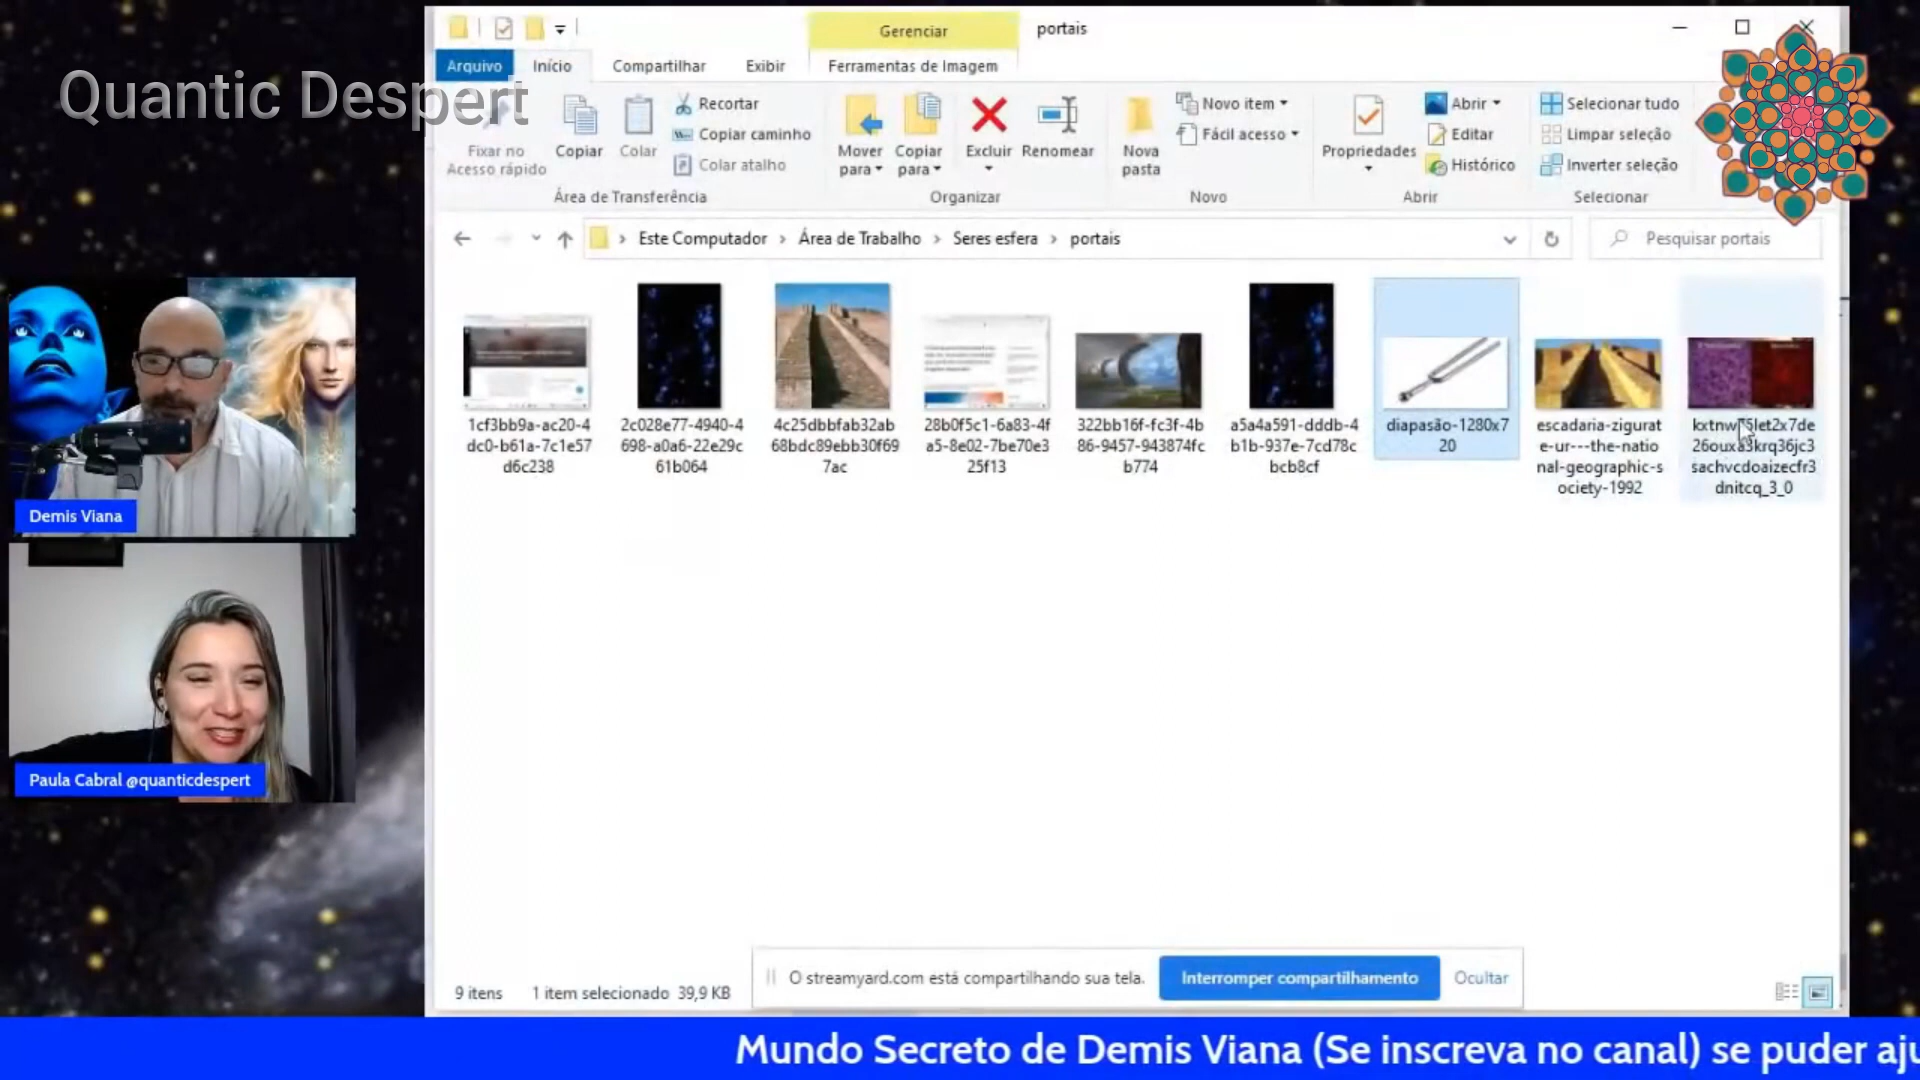 Quantic Despert
Gerenciar
portais
Arquivo
Início
Compartilhar
Exibir
Ferramentas de Imagem
Fixar no
Acesso rápido
Copiar
Colar
Recortar
Copiar caminho
Colar atalho
Área de Transferência
Mover
para
Copiar
para
Excluir
Renomear
Organizar
Nova
pasta
Novo item
Fácil acesso
Novo
Propriedades
Abrir
Editar
Histórico
Abrir
Selecionar tudo
Limpar seleção
Inverter seleção
Selecionar
Este Computador
Área de Trabalho
Seres esfera
portais
Pesquisar portais
1cf3bb9a-ac20-4
dc0-b61a-7c1e57
d6c238
2c028e77-4940-4
698-a0a6-22e29c
61b064
4c25dbbfab32ab
68bdc89ebb30f69
7ac
28b0f5c1-6a83-4f
a5-8e02-7be70e3
25f13
322bb16f-fc3f-4b
86-9457-943874fc
b774
a5a4a591-dddb-4
b1b-937e-7cd78c
bcb8cf
diapasão-1280x7
20
escadaria-zigurat
e-ur---the-natio
nal-geographic-s
ociety-1992
sachvcdoaizecfr3
dnitcq_3_0
Demis Viana
Paula Cabral @quanticdespert
9 itens
1 item selecionado 39,9 KB
O streamyard.com está compartilhando sua tela.
Interromper compartilhamento
Ocultar
Mundo Secreto de Demis Viana (Se inscreva no canal) se puder aju